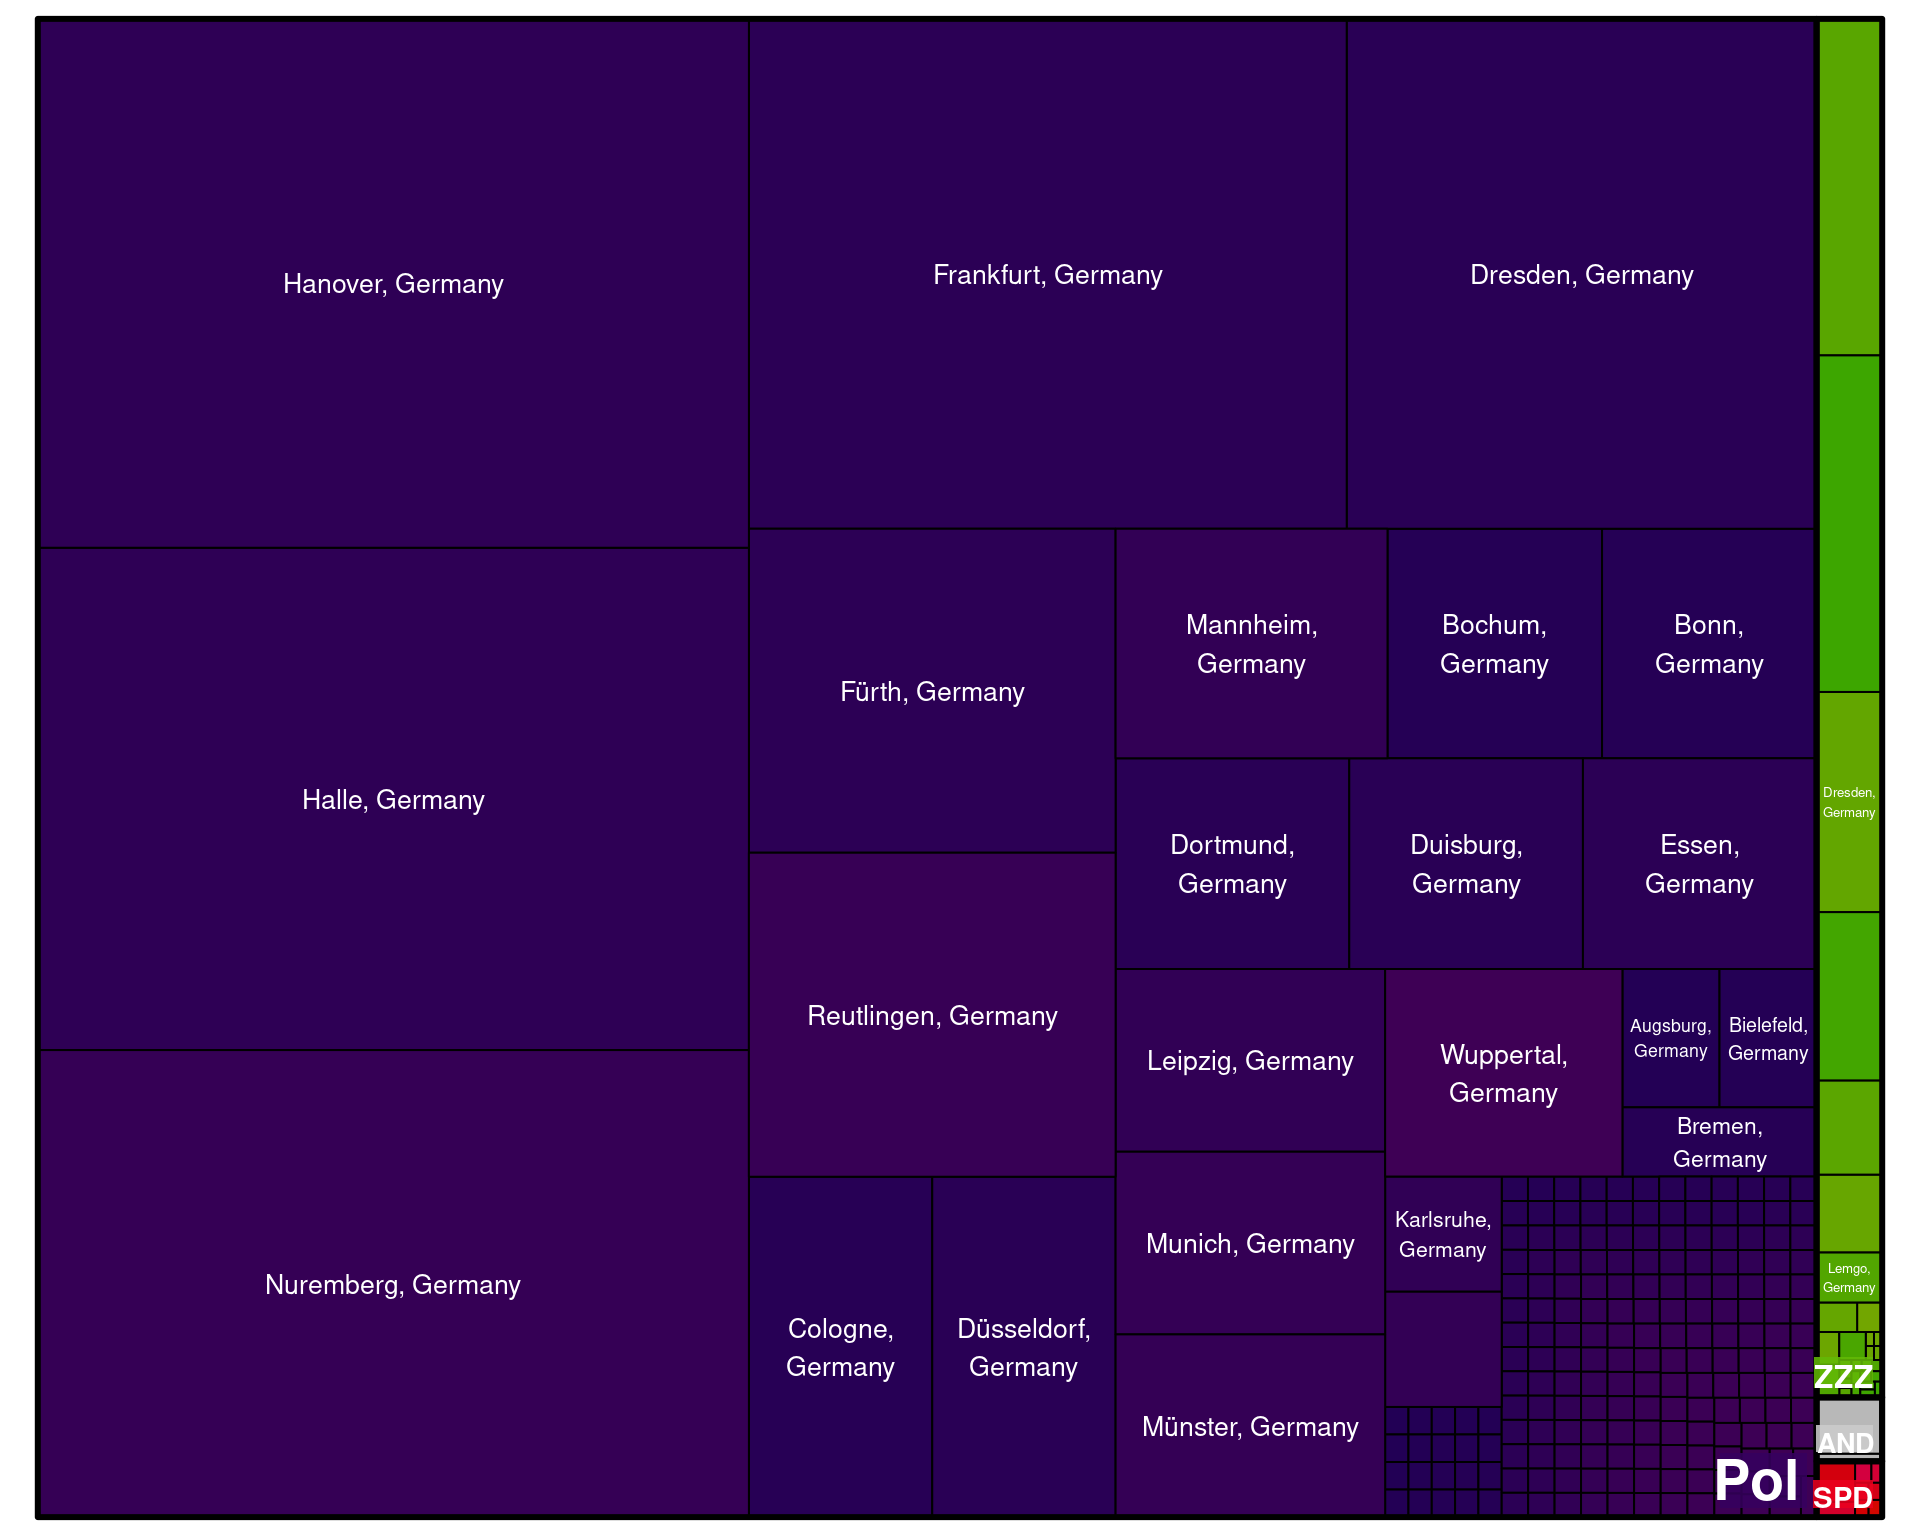 Hanover, Germany
Frankfurt, Germany
Dresden, Germany
Halle, Germany
Fürth, Germany
Mannheim,
Germany
Bochum,
Germany
Bonn,
Germany
Dortmund,
Germany
Duisburg,
Germany
Essen,
Germany
Dresden,
Germany
Nuremberg, Germany
Reutlingen, Germany
Leipzig, Germany
Wuppertal,
Germany
Augsburg,
Germany
Bielefeld,
Germany
Bremen,
Germany
Munich, Germany
Karlsruhe,
Germany
Lemgo,
Germany
Cologne,
Germany
Düsseldorf,
Germany
Münster, Germany
ZZZ
AND
Pol
SPD